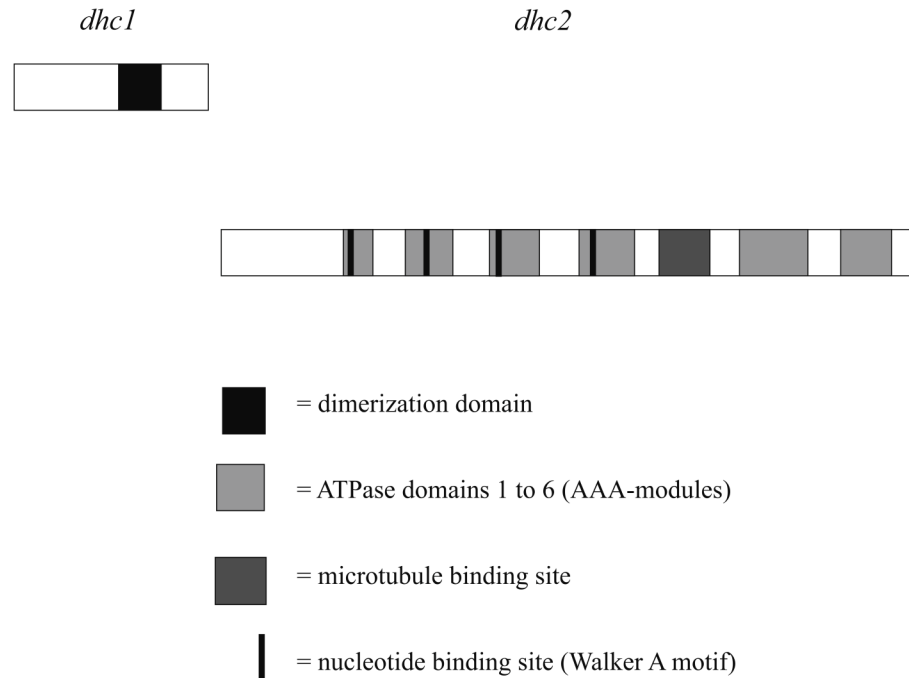 dhc1 dhc2
= dimerization domain
= ATPase domains 1 to 6 (AAA-modules)
= microtubule binding site
= nucleotide binding site (Walker A motif)